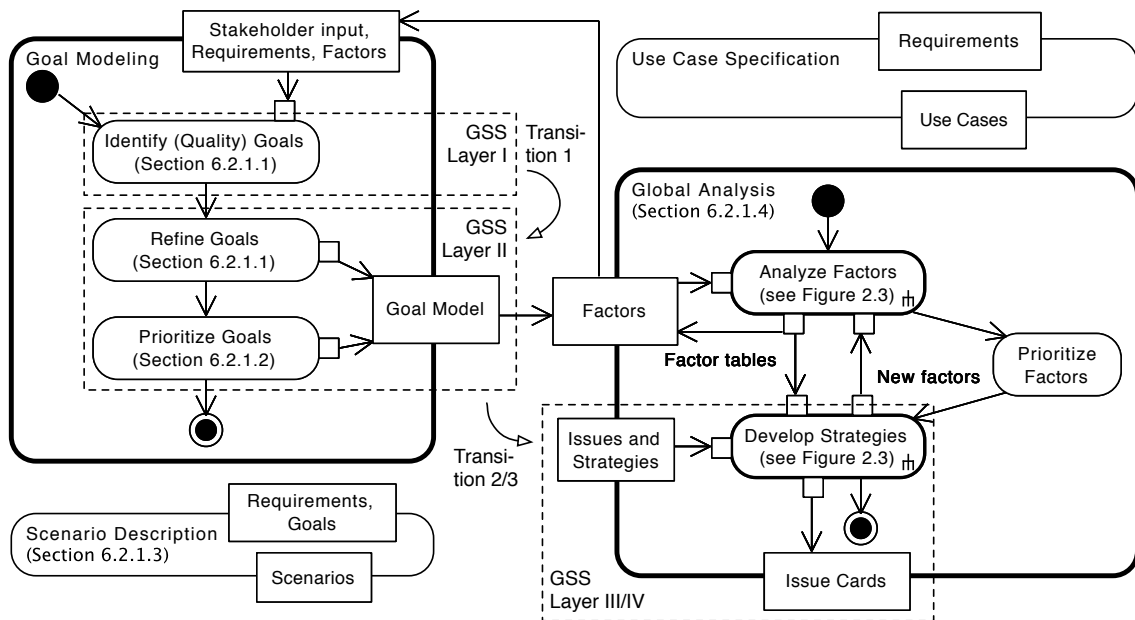 Stakeholder input,
Requirements, Factors
Goal Modeling
Identify (Quality) Goals
(Section 6.2.1.1)
GSS
Layer I
Transi-
tion 1
Refine Goals
(Section 6.2.1.1)
GSS
Layer II
Goal Model
Prioritize Goals
(Section 6.2.1.2)
Transi-
tion 2/3
Requirements,
Goals
Scenario Description
(Section 6.2.1.3)
Scenarios
Requirements
Use Case Specification
Use Cases
Global Analysis
(Section 6.2.1.4)
Analyze Factors
(see Figure 2.3)
Factors
Factor tables
New factors
Prioritize
Factors
Issues and
Strategies
Develop Strategies
(see Figure 2.3)
GSS
Layer III/IV
Issue Cards